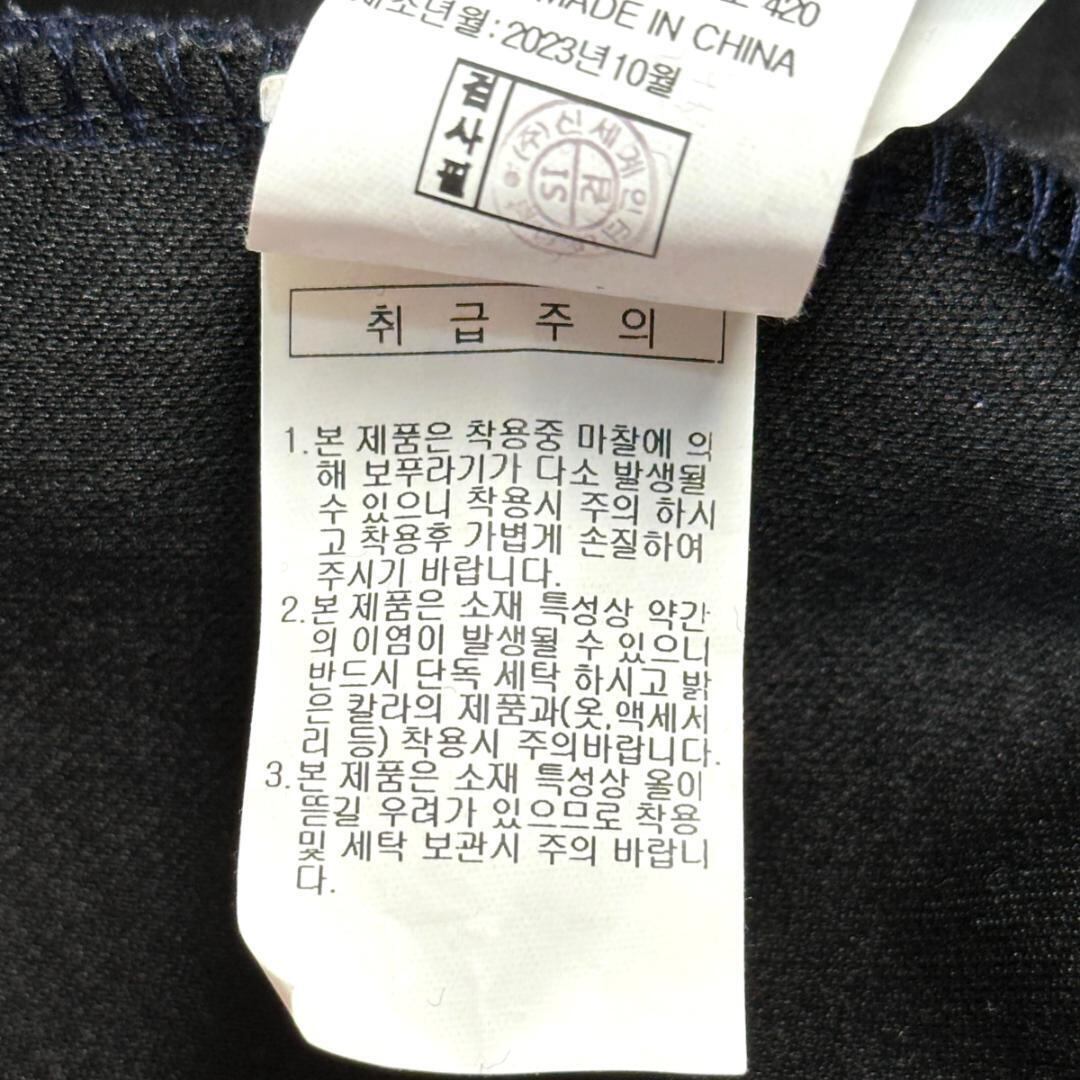 420
MADE IN CHINA
제조년월: 2023년10월
검사필
(주)신세계인터
IS
취급주의
1.본 제품은 착용중 마찰에 의
해 보푸라기가 다소 발생될
수 있으니 착용시 주의 하시
고 착용후 가볍게 손질하여
주시기 바랍니다.
2.본 제품은 소재 특성상 약간
의 이염이 발생될 수 있으니
반드시 단독 세탁 하시고 밝
은 칼라의 제품과(옷,액세서
리 등) 착용시 주의바랍니다.
3.본 제품은 소재 특성상 올이
뜯길 우려가 있으므로 착용
및 세탁 보관시 주의 바랍니
다.